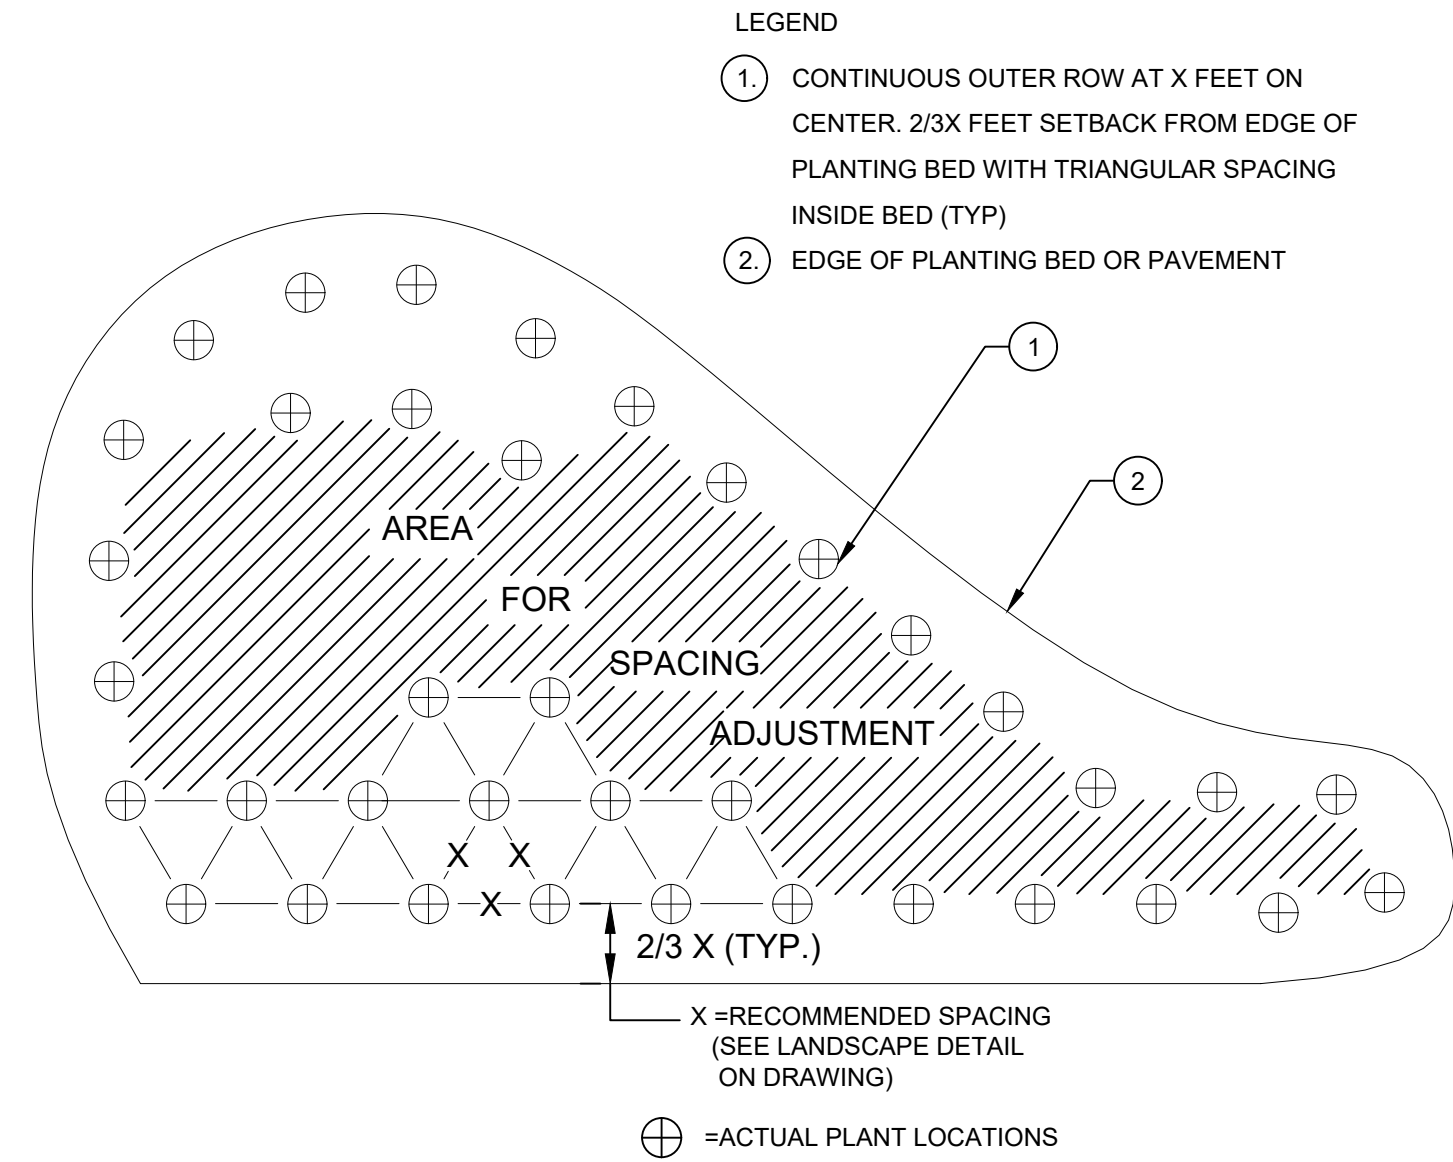 LEGEND
1. CONTINUOUS OUTER ROW AT X FEET ON
CENTER. 2/3X FEET SETBACK FROM EDGE OF
PLANTING BED WITH TRIANGULAR SPACING
INSIDE BED (TYP)
2. EDGE OF PLANTING BED OR PAVEMENT
1
2
AREA
FOR
SPACING
ADJUSTMENT
X X
X
2/3 X (TYP.)
X =RECOMMENDED SPACING
(SEE LANDSCAPE DETAIL
ON DRAWING)
=ACTUAL PLANT LOCATIONS